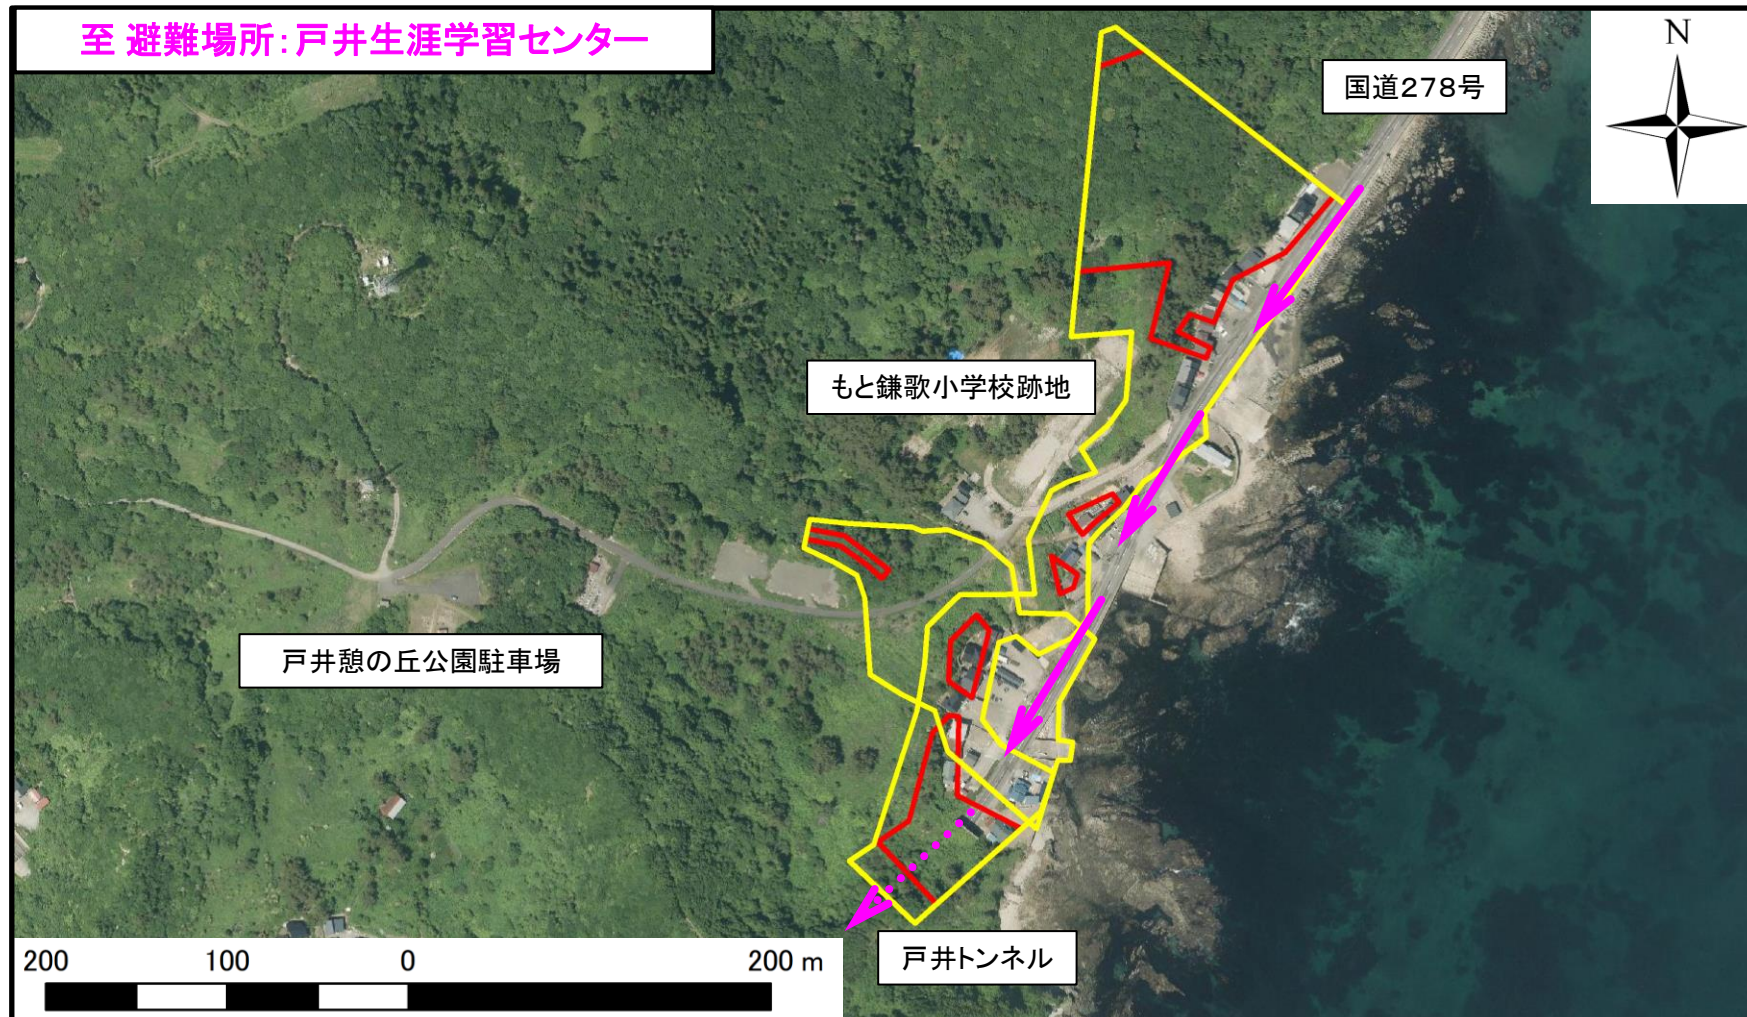 至 避難場所:戸井生涯学習センター
N
国道278号
もと鎌歌小学校跡地
戸井憩の丘公園駐車場
戸井トンネル
200 100 0 200 m